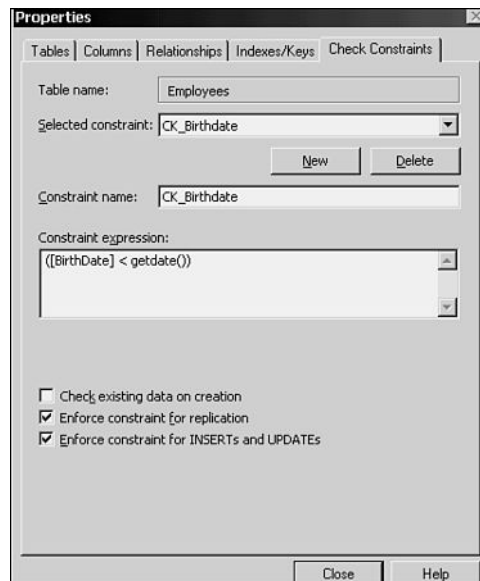 Properties
Tables Columns Relationships Indexes/Keys Check Constraints
Table name: Employees
Selected constraint: CK_Birthdate
New Delete
Constraint name: CK_Birthdate
Constraint expression:
([BirthDate] < getdate())
Check existing data on creation
Enforce constraint for replication
Enforce constraint for INSERTs and UPDATEs
Close Help